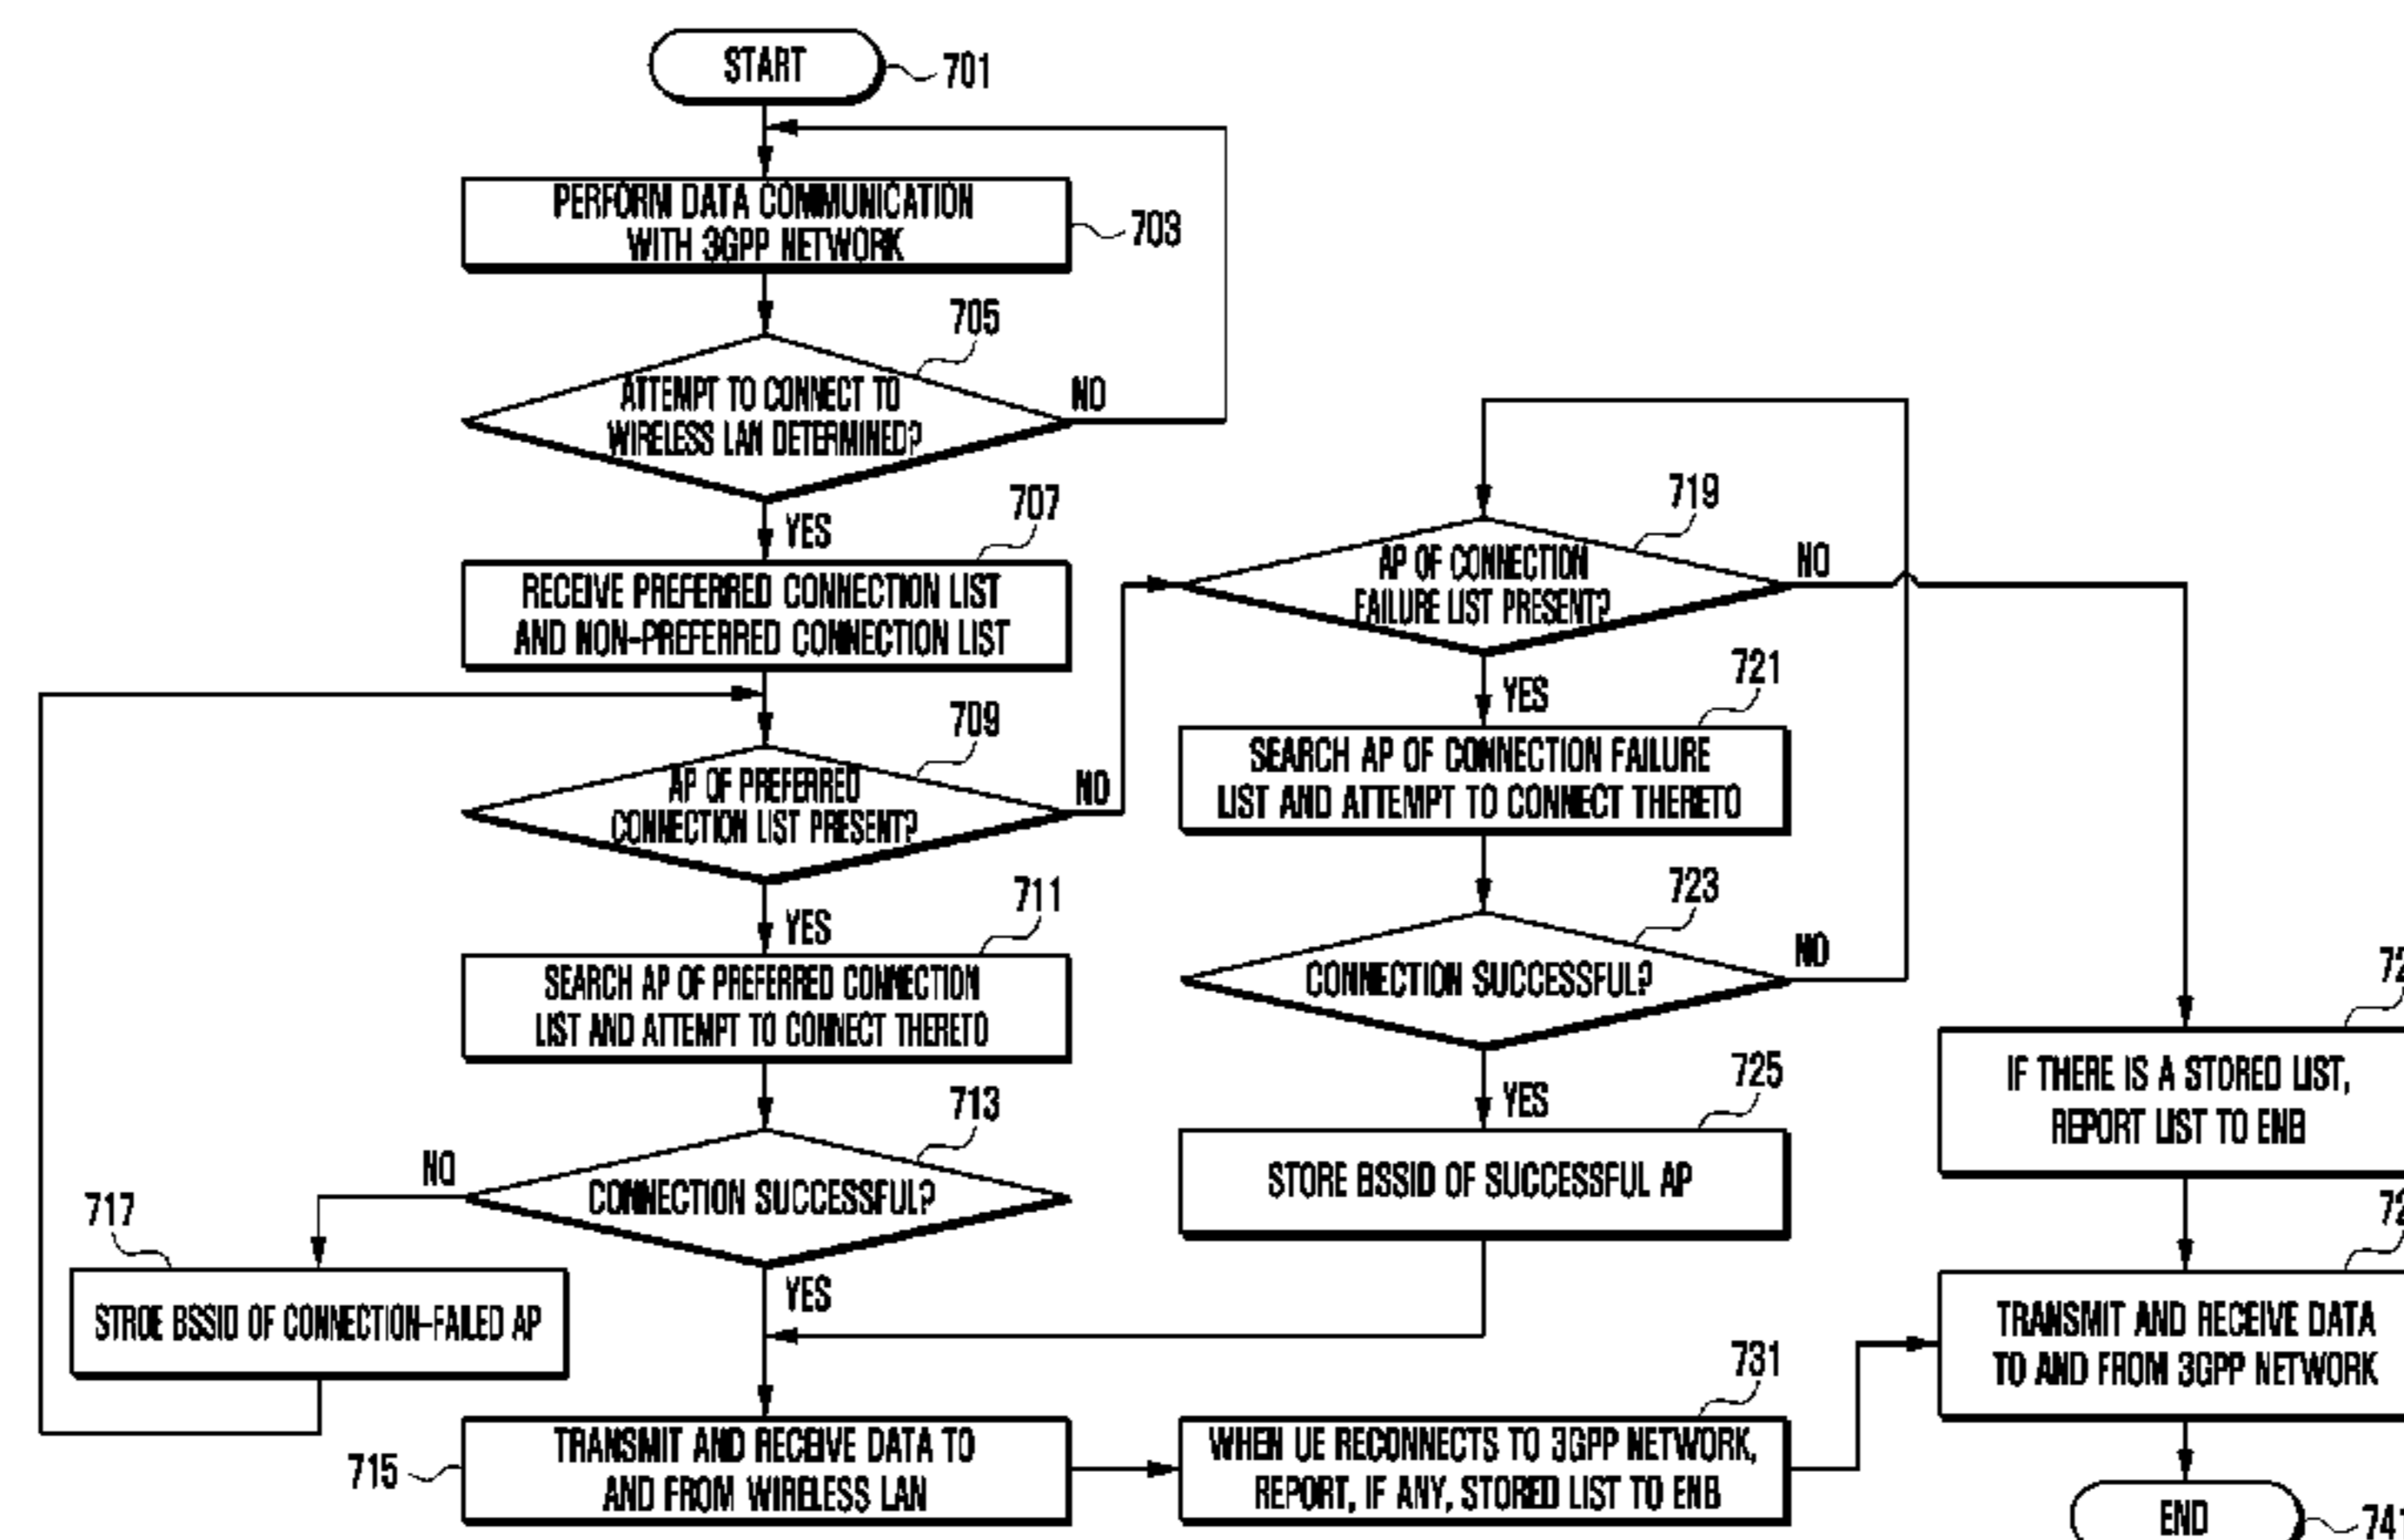 START
701
PERFORM DATA COMMUNICATION
WITH 3GPP NETWORK
703
705
ATTEMPT TO CONNECT TO
WIRELESS LAN DETERMINED?
NO
YES
707
RECEIVE PREFERRED CONNECTION LIST
AND NON-PREFERRED CONNECTION LIST
709
AP OF PREFERRED
CONNECTION LIST PRESENT?
NO
YES
711
SEARCH AP OF PREFERRED CONNECTION
LIST AND ATTEMPT TO CONNECT THERETO
713
CONNECTION SUCCESSFUL?
NO
YES
717
STROE BSSID OF CONNECTION-FAILED AP
715
TRANSMIT AND RECEIVE DATA TO
AND FROM WIRELESS LAN
719
AP OF CONNECTION
FAILURE LIST PRESENT?
NO
YES
721
SEARCH AP OF CONNECTION FAILURE
LIST AND ATTEMPT TO CONNECT THERETO
723
CONNECTION SUCCESSFUL?
NO
YES
725
STORE BSSID OF SUCCESSFUL AP
731
WHEN UE RECONNECTS TO 3GPP NETWORK,
REPORT, IF ANY, STORED LIST TO ENB
IF THERE IS A STORED LIST,
REPORT LIST TO ENB
TRANSMIT AND RECEIVE DATA
TO AND FROM 3GPP NETWORK
END